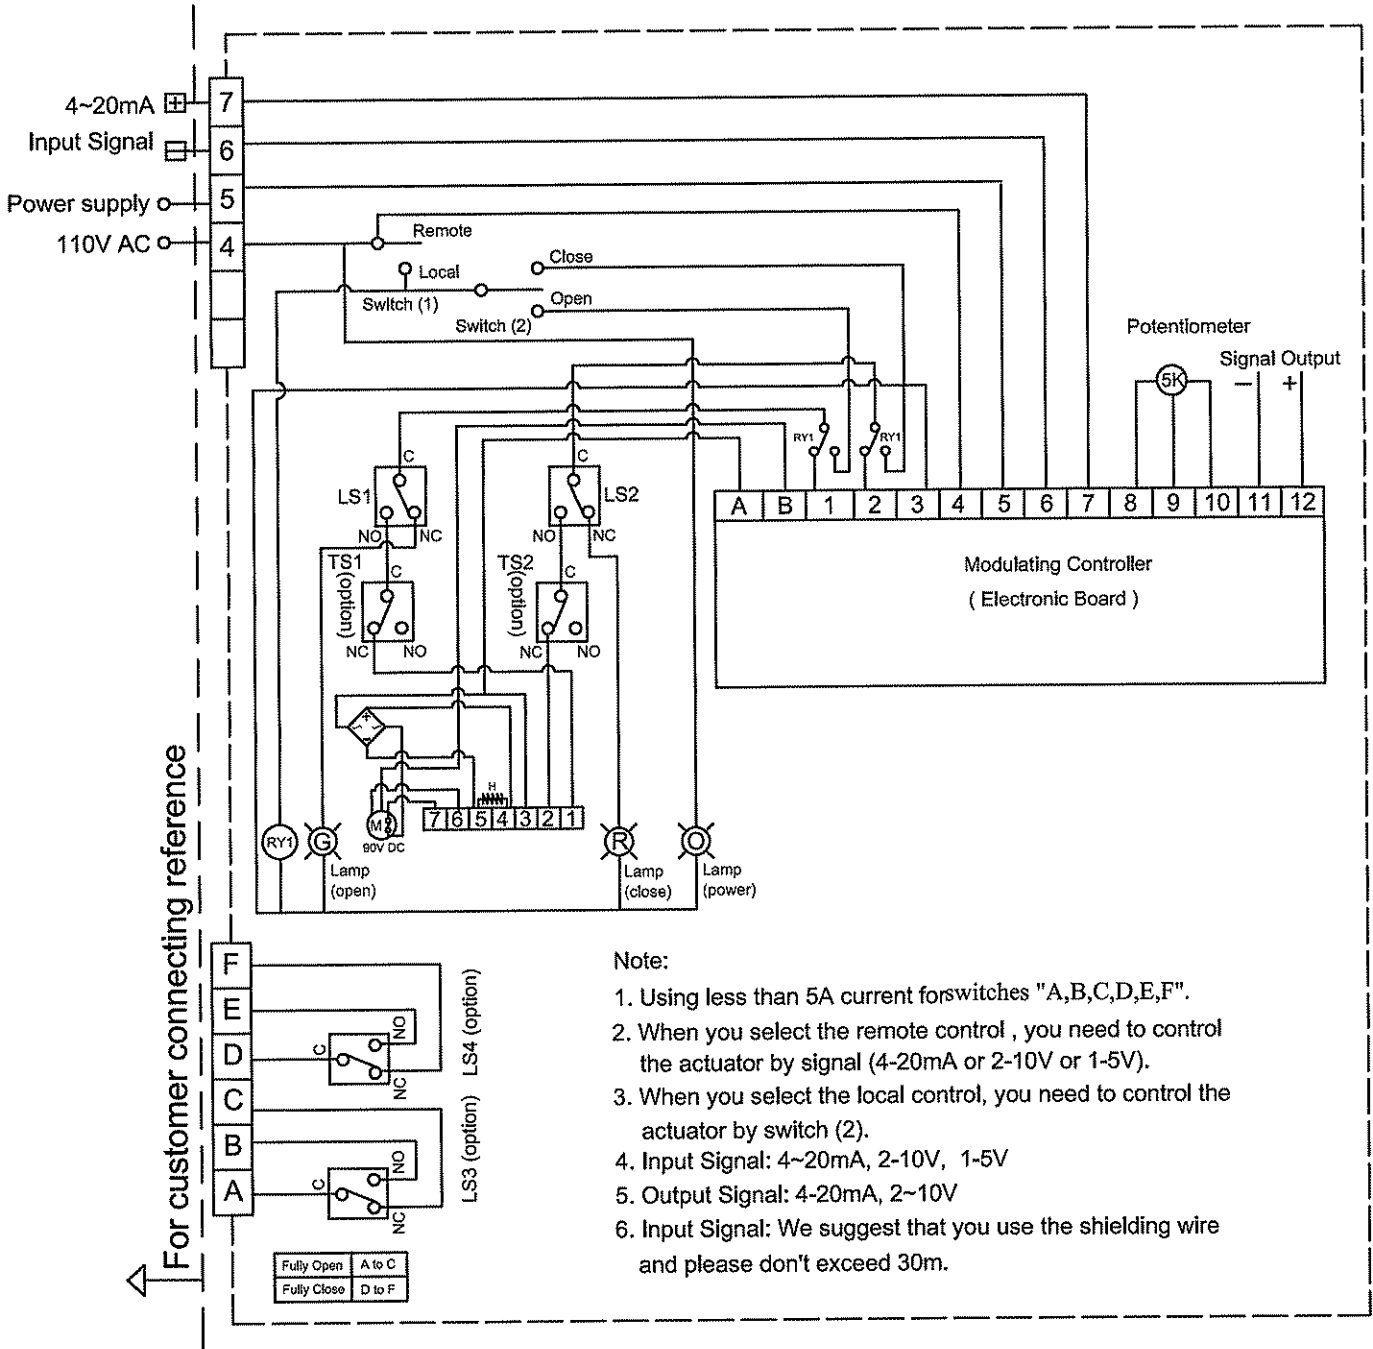 4~20mA +
7
Input Signal −
6
Power supply
5
110V AC
4
Remote
Local
Switch (1)
Close
Open
Switch (2)
Potentiometer
5K
Signal Output
− +
RY1
RY1
C
LS1
NO
NC
C
LS2
NO
NC
TS1
(option)
C
NC
NO
TS2
(option)
C
NC
NO
A B 1 2 3 4 5 6 7 8 9 10 11 12
Modulating Controller
( Electronic Board )
+
~ ~
−
H
7 6 5 4 3 2 1
M
90V DC
RY1
G
Lamp
(open)
R
Lamp
(close)
O
Lamp
(power)
For customer connecting reference
F
E
D
C
B
A
C
NO
NC
LS4 (option)
C
NO
NC
LS3 (option)
Fully Open A to C
Fully Close D to F
Note:
1. Using less than 5A current forswitches "A,B,C,D,E,F".
2. When you select the remote control , you need to control
the actuator by signal (4-20mA or 2-10V or 1-5V).
3. When you select the local control, you need to control the
actuator by switch (2).
4. Input Signal: 4~20mA, 2-10V, 1-5V
5. Output Signal: 4-20mA, 2~10V
6. Input Signal: We suggest that you use the shielding wire
and please don't exceed 30m.